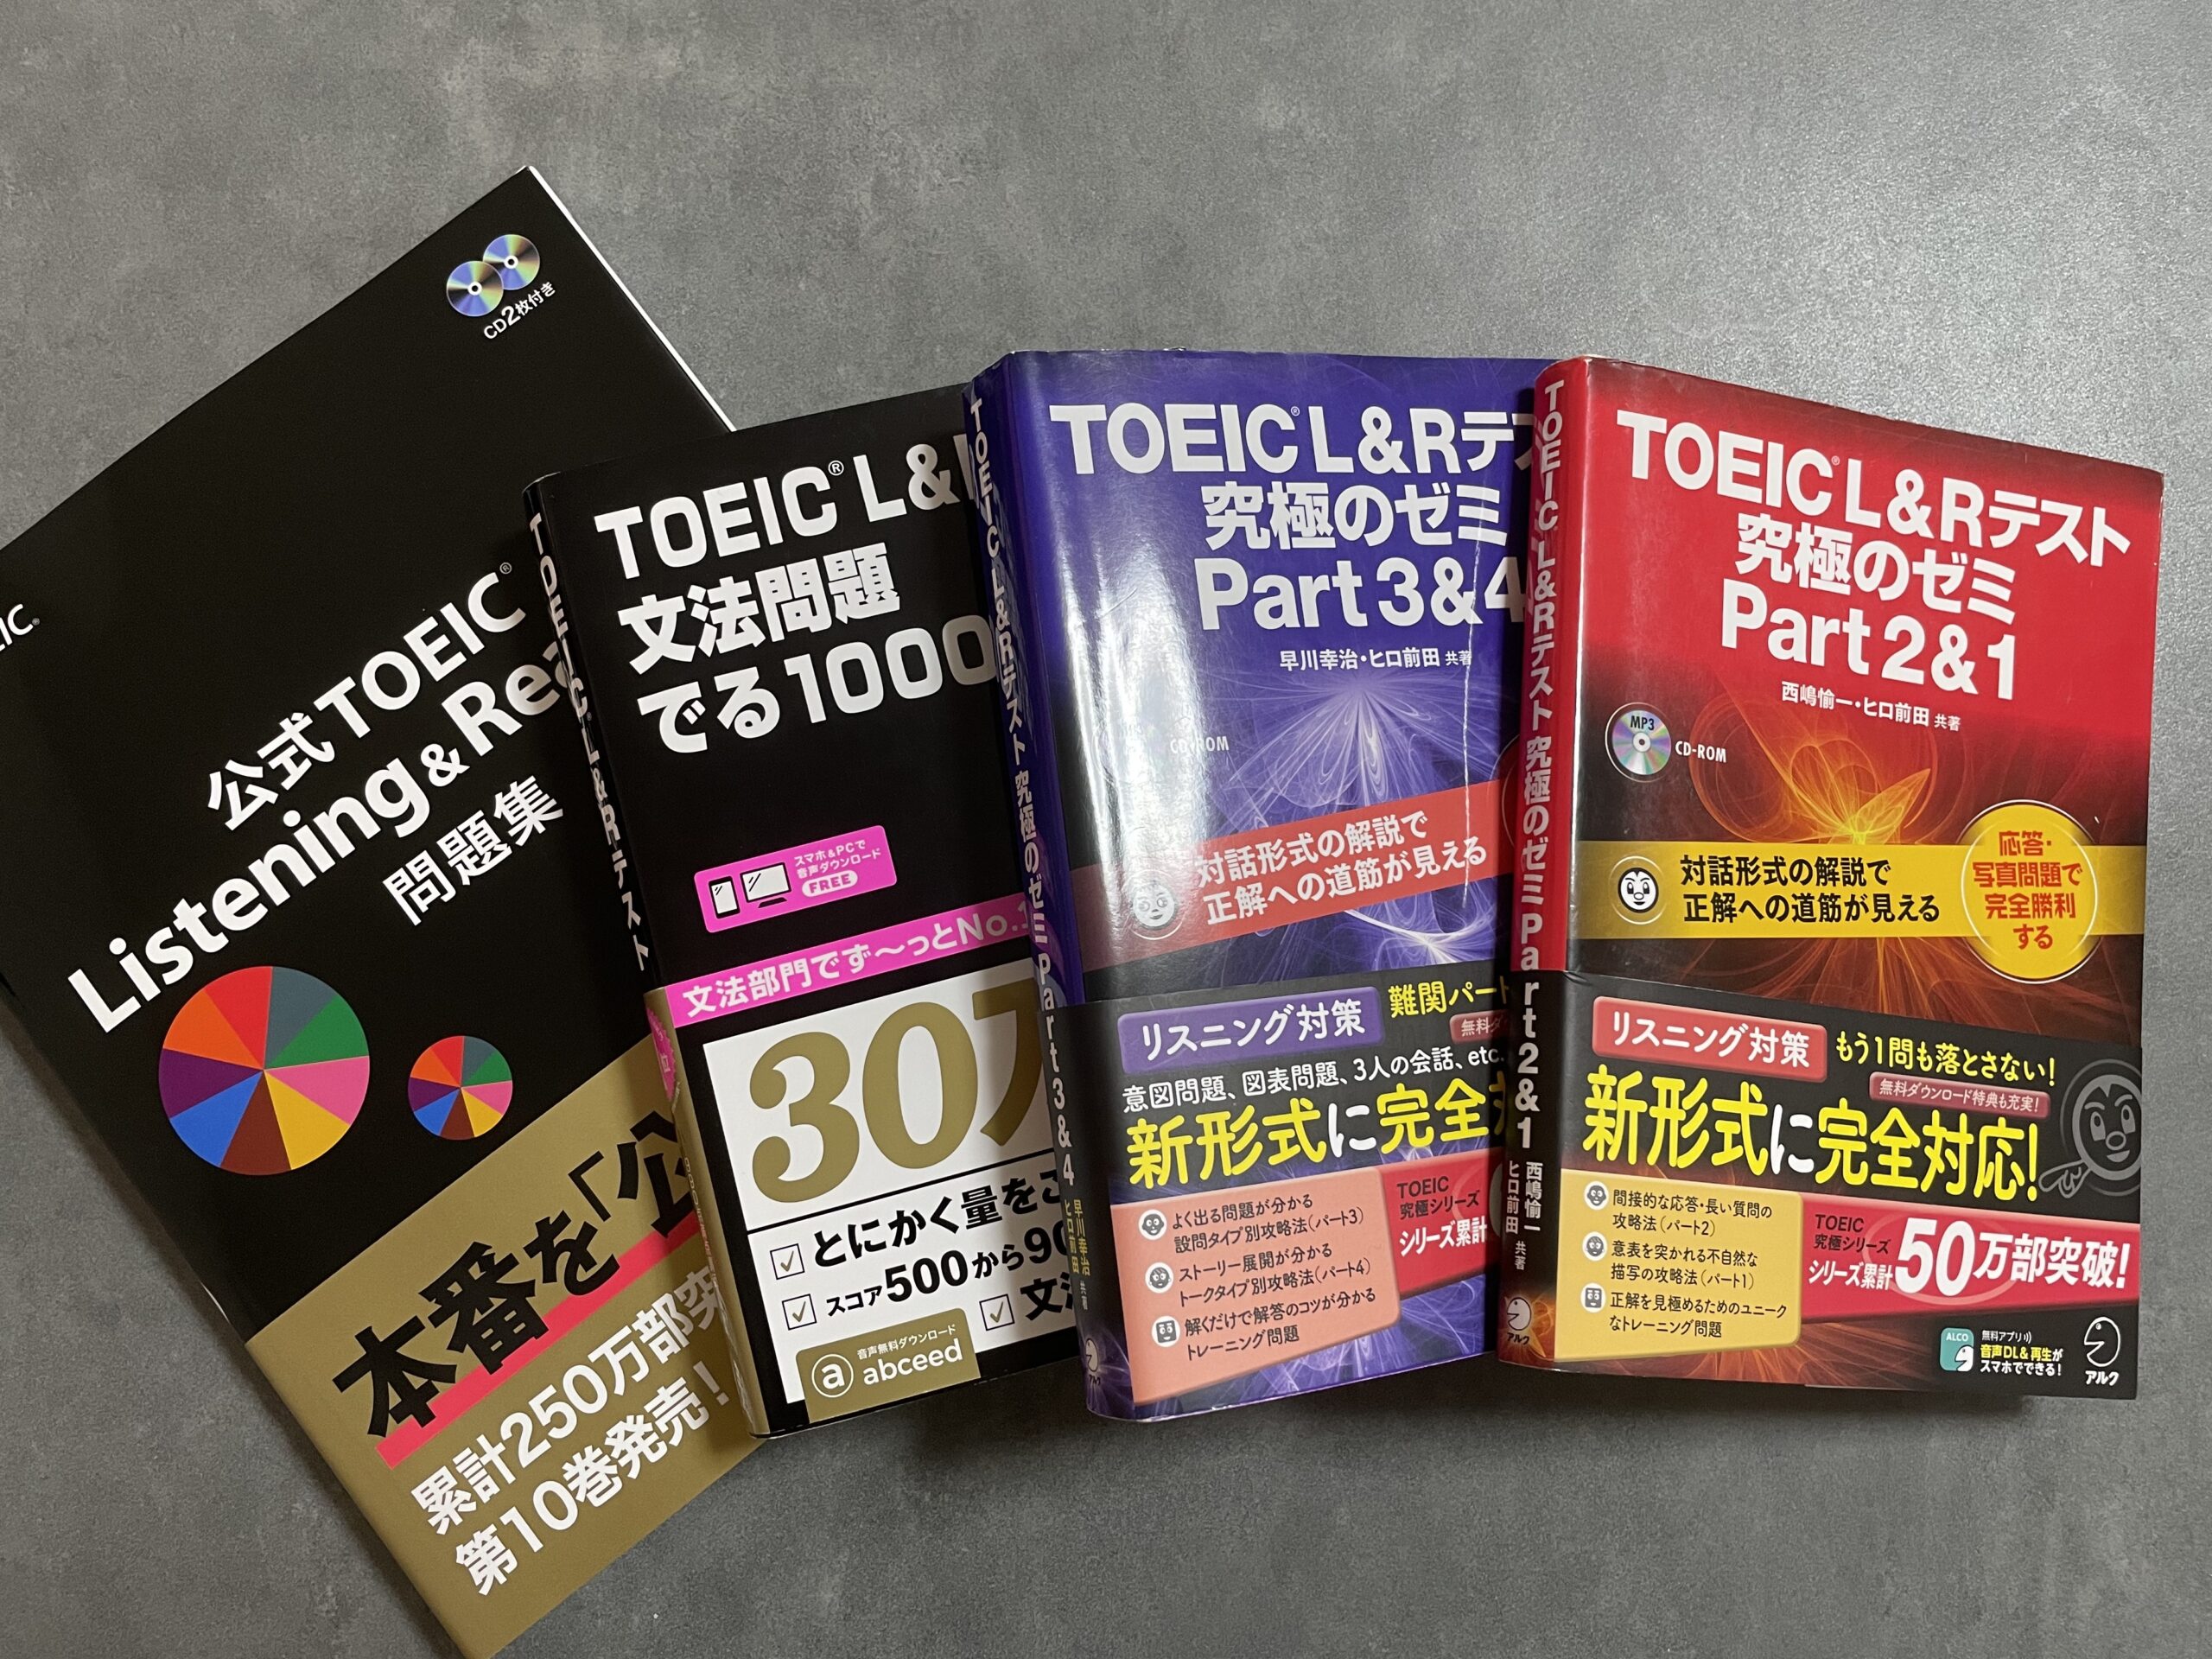 CD2枚付き
公式TOEIC®
Listening & Rea
問題集
本番を「公
累計250万部突
第10巻発売!
TOEIC® L&R
文法問題
でる1000
スマホ&PCで
音声ダウンロード
FREE
文法部門でず〜っとNo.1
30万
とにかく量をこ
スコア500から90
文法
音声無料ダウンロード
abceed
TOEIC® L&Rテスト
TOEIC® L&Rテスト
究極のゼミ
Part 3&4
早川幸治・ヒロ前田 共著
CD-ROM
対話形式の解説で
正解への道筋が見える
リスニング対策
難関パート
意図問題、図表問題、3人の会話、etc.
新形式に完全対
よく出る問題が分かる
設問タイプ別攻略法(パート3)
ストーリー展開が分かる
トークタイプ別攻略法(パート4)
解くだけで解答のコツが分かる
トレーニング問題
TOEIC
究極シリーズ
シリーズ累計
TOEIC® L&Rテスト 究極のゼミ Part 3&4
早川幸治
ヒロ前田 共著
アルク
TOEIC® L&Rテスト
究極のゼミ
Part 2&1
西嶋愉一・ヒロ前田 共著
MP3
CD-ROM
対話形式の解説で
正解への道筋が見える
応答・
写真問題で
完全勝利
する
リスニング対策
もう1問も落とさない!
無料ダウンロード特典も充実!
新形式に完全対応!
間接的な応答・長い質問の
攻略法(パート2)
意表を突かれる不自然な
描写の攻略法(パート1)
正解を見極めるためのユニーク
なトレーニング問題
TOEIC
究極シリーズ
シリーズ累計50万部突破!
ALCO
無料アプリ
音声DL&再生が
スマホでできる!
アルク
TOEIC® L&Rテスト 究極のゼミ Part 2&1
西嶋愉一
ヒロ前田 共著
アルク